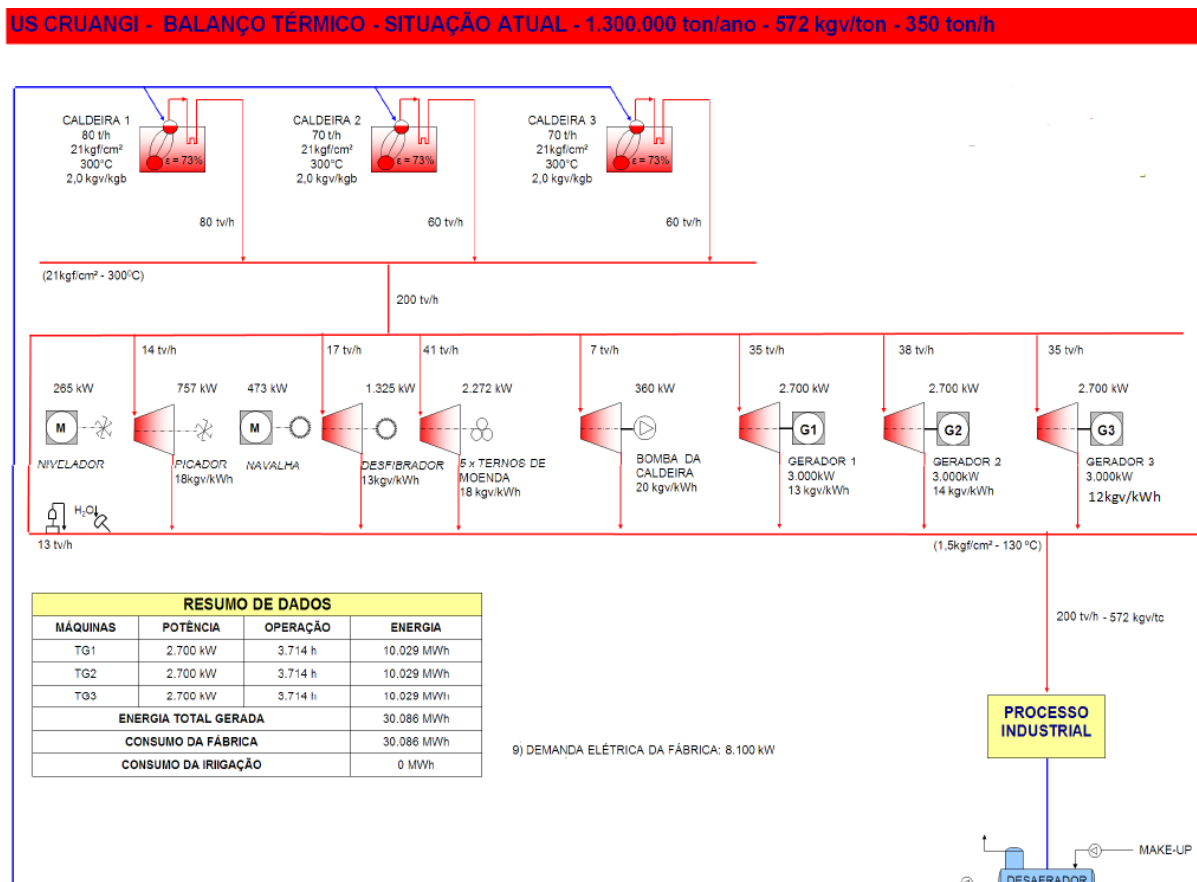 US CRUANGI - BALANÇO TÉRMICO - SITUAÇÃO ATUAL - 1.300.000 ton/ano - 572 kgv/ton - 350 ton/h
CALDEIRA 1
80 t/h
21kgf/cm²
300°C
2,0 kgv/kgb
ε = 73%
CALDEIRA 2
70 t/h
21kgf/cm²
300°C
2,0 kgv/kgb
ε = 73%
CALDEIRA 3
70 t/h
21kgf/cm²
300°C
2,0 kgv/kgb
ε = 73%
80 tv/h
60 tv/h
60 tv/h
(21kgf/cm² - 300°C)
200 tv/h
14 tv/h
17 tv/h
41 tv/h
7 tv/h
35 tv/h
38 tv/h
35 tv/h
265 kW
757 kW
473 kW
1.325 kW
2.272 kW
360 kW
2.700 kW
2.700 kW
2.700 kW
M
M
G1
G2
G3
NIVELADOR
PICADOR
18kgv/kWh
NAVALHA
DESFIBRADOR
13kgv/kWh
5 x TERNOS DE
MOENDA
18 kgv/kWh
BOMBA DA
CALDEIRA
20 kgv/kWh
GERADOR 1
3.000kW
13 kgv/kWh
GERADOR 2
3.000kW
14 kgv/kWh
GERADOR 3
3.000kW
12kgv/kWh
H₂O
13 tv/h
(1,5kgf/cm² - 130 °C)
200 tv/h - 572 kgv/tc
RESUMO DE DADOS
MÁQUINAS POTÊNCIA OPERAÇÃO ENERGIA
TG1 2.700 kW 3.714 h 10.029 MWh
TG2 2.700 kW 3.714 h 10.029 MWh
TG3 2.700 kW 3.714 h 10.029 MWh
ENERGIA TOTAL GERADA 30.086 MWh
CONSUMO DA FÁBRICA 30.086 MWh
CONSUMO DA IRIIGAÇÃO 0 MWh
9) DEMANDA ELÉTRICA DA FÁBRICA: 8.100 kW
PROCESSO
INDUSTRIAL
MAKE-UP
DESAERADOR